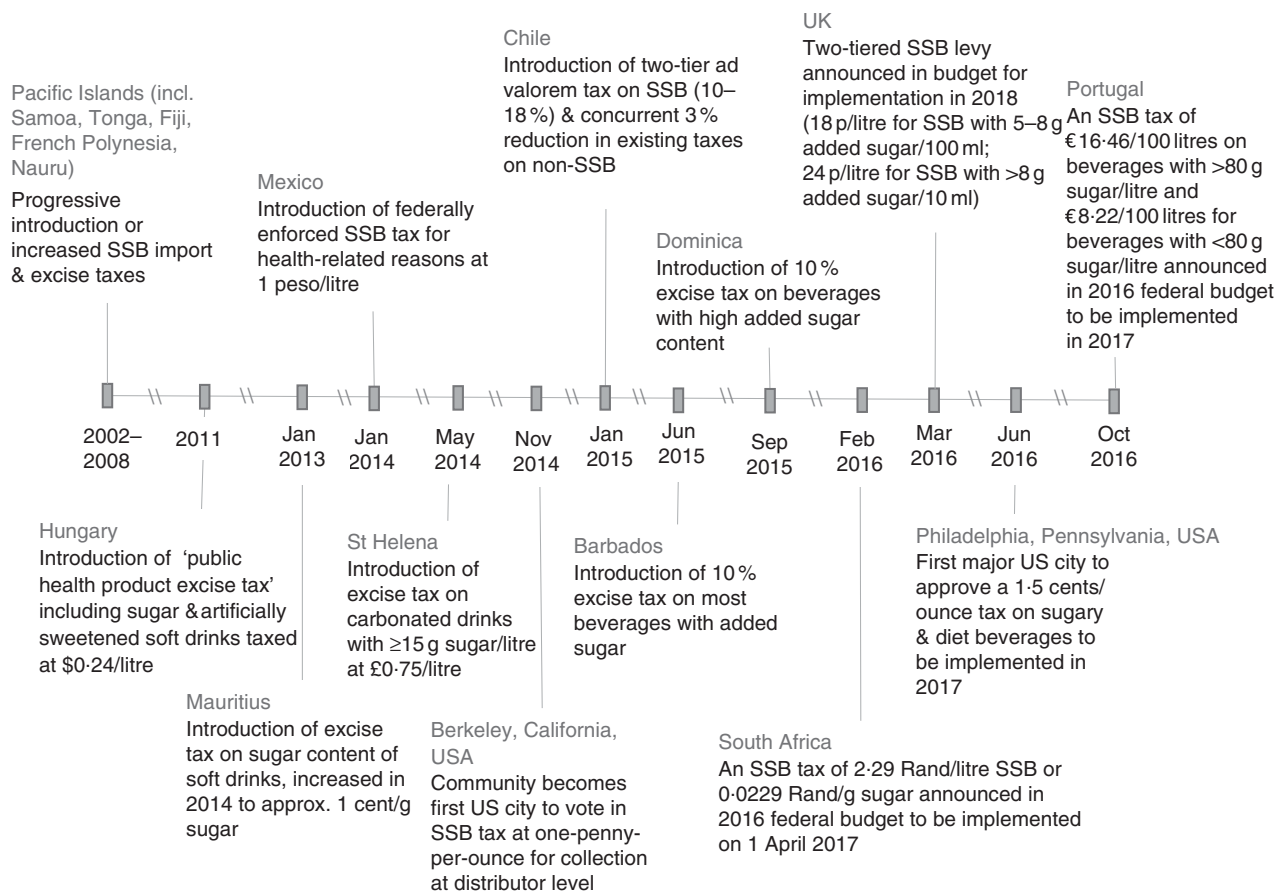 Pacific Islands (incl.
Samoa, Tonga, Fiji,
French Polynesia,
Nauru)
Progressive
introduction or
increased SSB import
& excise taxes
Mexico
Introduction of federally
enforced SSB tax for
health-related reasons at
1 peso/litre
Chile
Introduction of two-tier ad
valorem tax on SSB (10–
18 %) & concurrent 3 %
reduction in existing taxes
on non-SSB
Dominica
Introduction of 10 %
excise tax on beverages
with high added sugar
content
UK
Two-tiered SSB levy
announced in budget for
implementation in 2018
(18 p/litre for SSB with 5–8 g
added sugar/100 ml;
24 p/litre for SSB with >8 g
added sugar/10 ml)
Portugal
An SSB tax of
€16·46/100 litres on
beverages with >80 g
sugar/litre and
€8·22/100 litres for
beverages with <80 g
sugar/litre announced
in 2016 federal budget
to be implemented
in 2017
2002–
2008
2011
Jan
2013
Jan
2014
May
2014
Nov
2014
Jan
2015
Jun
2015
Sep
2015
Feb
2016
Mar
2016
Jun
2016
Oct
2016
Hungary
Introduction of ‘public
health product excise tax’
including sugar & artificially
sweetened soft drinks taxed
at $0·24/litre
Mauritius
Introduction of excise
tax on sugar content of
soft drinks, increased in
2014 to approx. 1 cent/g
sugar
St Helena
Introduction of
excise tax on
carbonated drinks
with ≥15 g sugar/litre
at £0·75/litre
Berkeley, California,
USA
Community becomes
first US city to vote in
SSB tax at one-penny-
per-ounce for collection
at distributor level
Barbados
Introduction of 10 %
excise tax on most
beverages with added
sugar
South Africa
An SSB tax of 2·29 Rand/litre SSB or
0·0229 Rand/g sugar announced in
2016 federal budget to be implemented
on 1 April 2017
Philadelphia, Pennsylvania, USA
First major US city to
approve a 1·5 cents/
ounce tax on sugary
& diet beverages to
be implemented in
2017